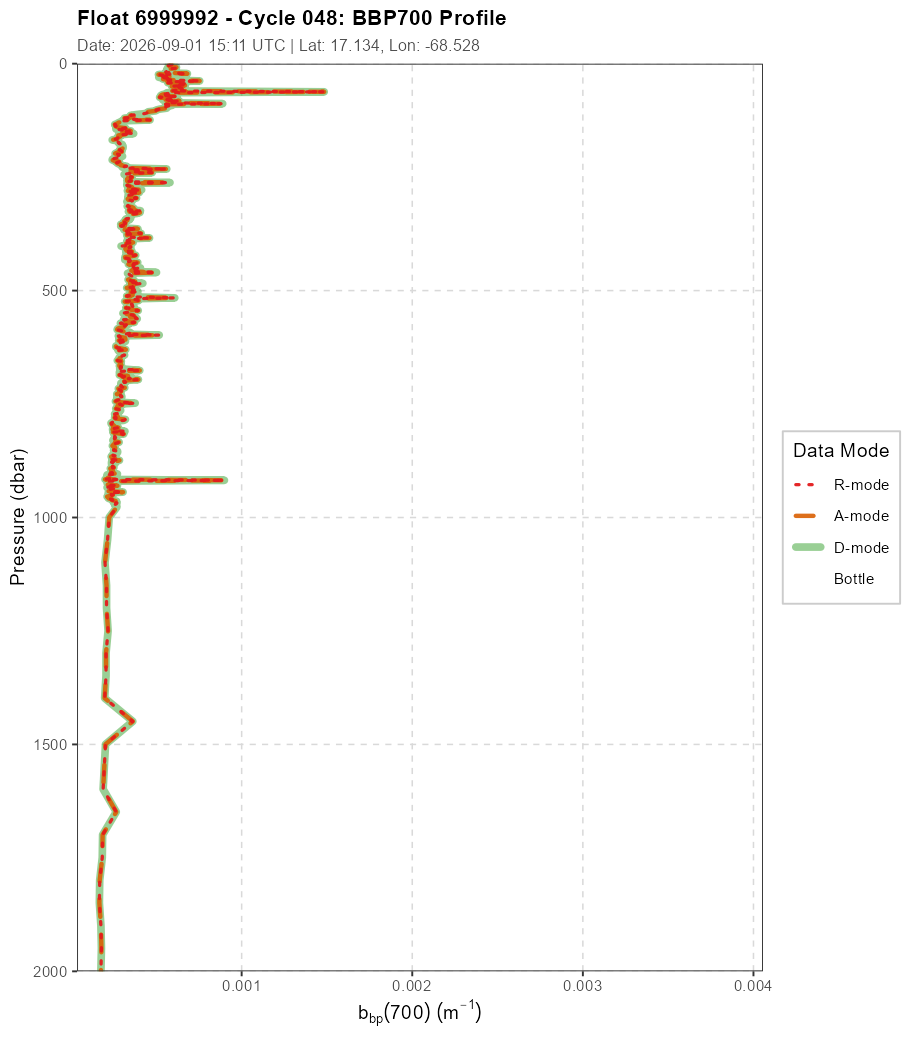 Float 6999992 - Cycle 048: BBP700 Profile
Date: 2026-09-01 15:11 UTC | Lat: 17.134, Lon: -68.528
0
500
1000
1500
2000
Pressure (dbar)
0.001
0.002
0.003
0.004
bbp(700) (m⁻¹)
Data Mode
R-mode
A-mode
D-mode
Bottle